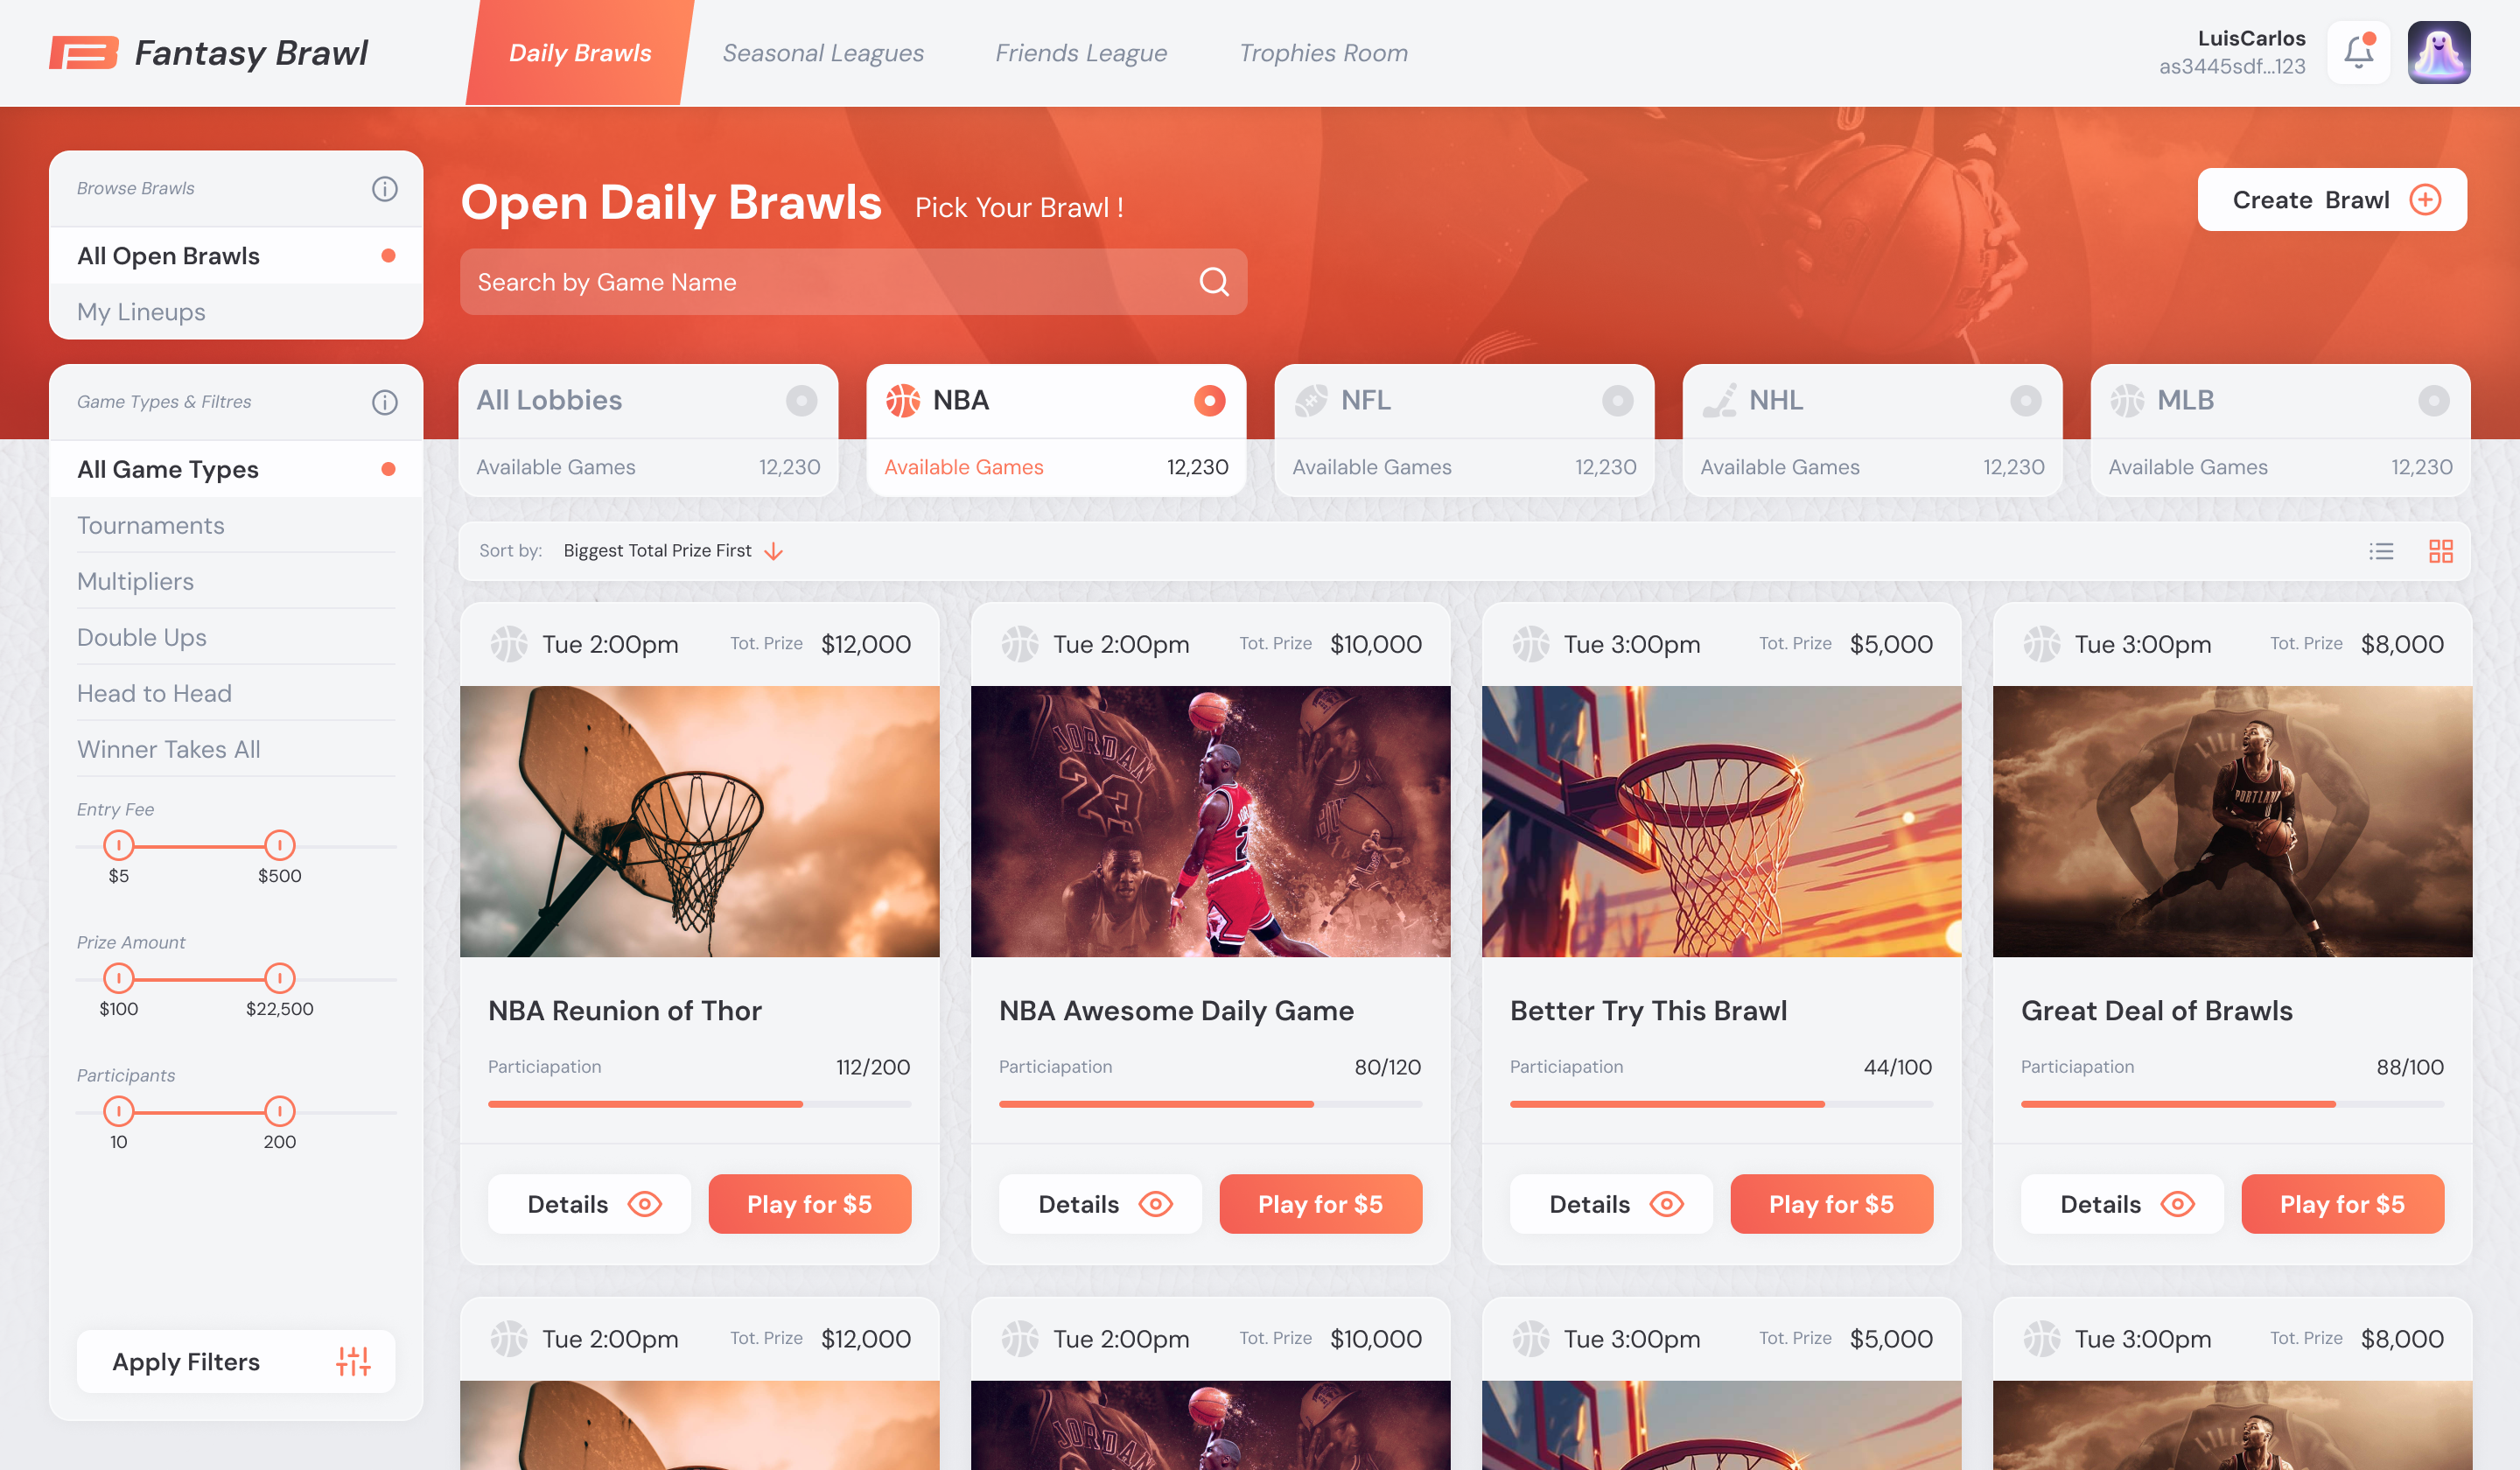 Fantasy Brawl
Daily Brawls
Seasonal Leagues
Friends League
Trophies Room
LuisCarlos
as3445sdf...123
Browse Brawls
All Open Brawls
My Lineups
Open Daily Brawls
Pick Your Brawl !
Search by Game Name
Create Brawl
Game Types & Filtres
All Game Types
Tournaments
Multipliers
Double Ups
Head to Head
Winner Takes All
Entry Fee
$5 $500
Prize Amount
$100 $22,500
Participants
10 200
Apply Filters
All Lobbies
Available Games 12,230
NBA
Available Games 12,230
NFL
Available Games 12,230
NHL
Available Games 12,230
MLB
Available Games 12,230
Sort by: Biggest Total Prize First
Tue 2:00pm Tot. Prize $12,000
NBA Reunion of Thor
Particiapation 112/200
Details Play for $5
Tue 2:00pm Tot. Prize $10,000
JORDAN
23
NBA Awesome Daily Game
Particiapation 80/120
Details Play for $5
Tue 3:00pm Tot. Prize $5,000
Better Try This Brawl
Particiapation 44/100
Details Play for $5
Tue 3:00pm Tot. Prize $8,000
LILL
PORTLAND
Great Deal of Brawls
Particiapation 88/100
Details Play for $5
Tue 2:00pm Tot. Prize $12,000
Tue 2:00pm Tot. Prize $10,000
JORDAN
Tue 3:00pm Tot. Prize $5,000
Tue 3:00pm Tot. Prize $8,000
LILL